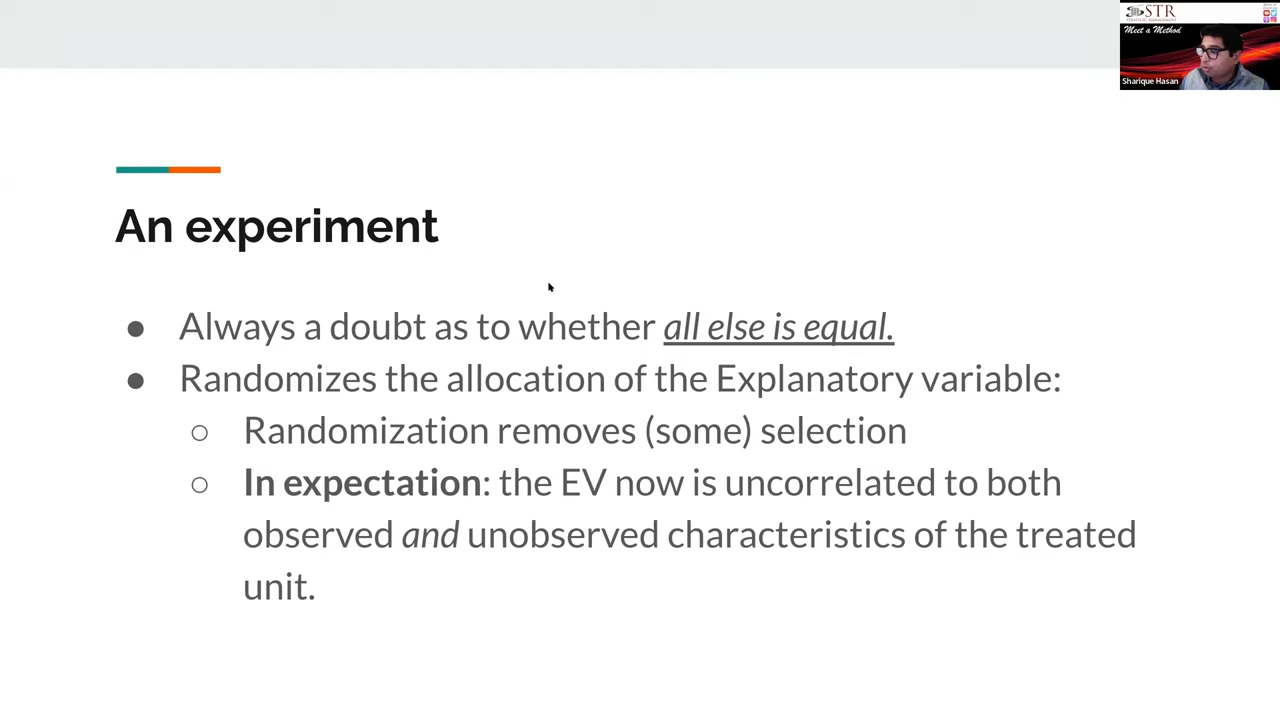 STR
STRATEGIC MANAGEMENT
Meet a Method
Sharique Hasan
An experiment
● Always a doubt as to whether all else is equal.
● Randomizes the allocation of the Explanatory variable:
○ Randomization removes (some) selection
○ In expectation: the EV now is uncorrelated to both
observed and unobserved characteristics of the treated
unit.